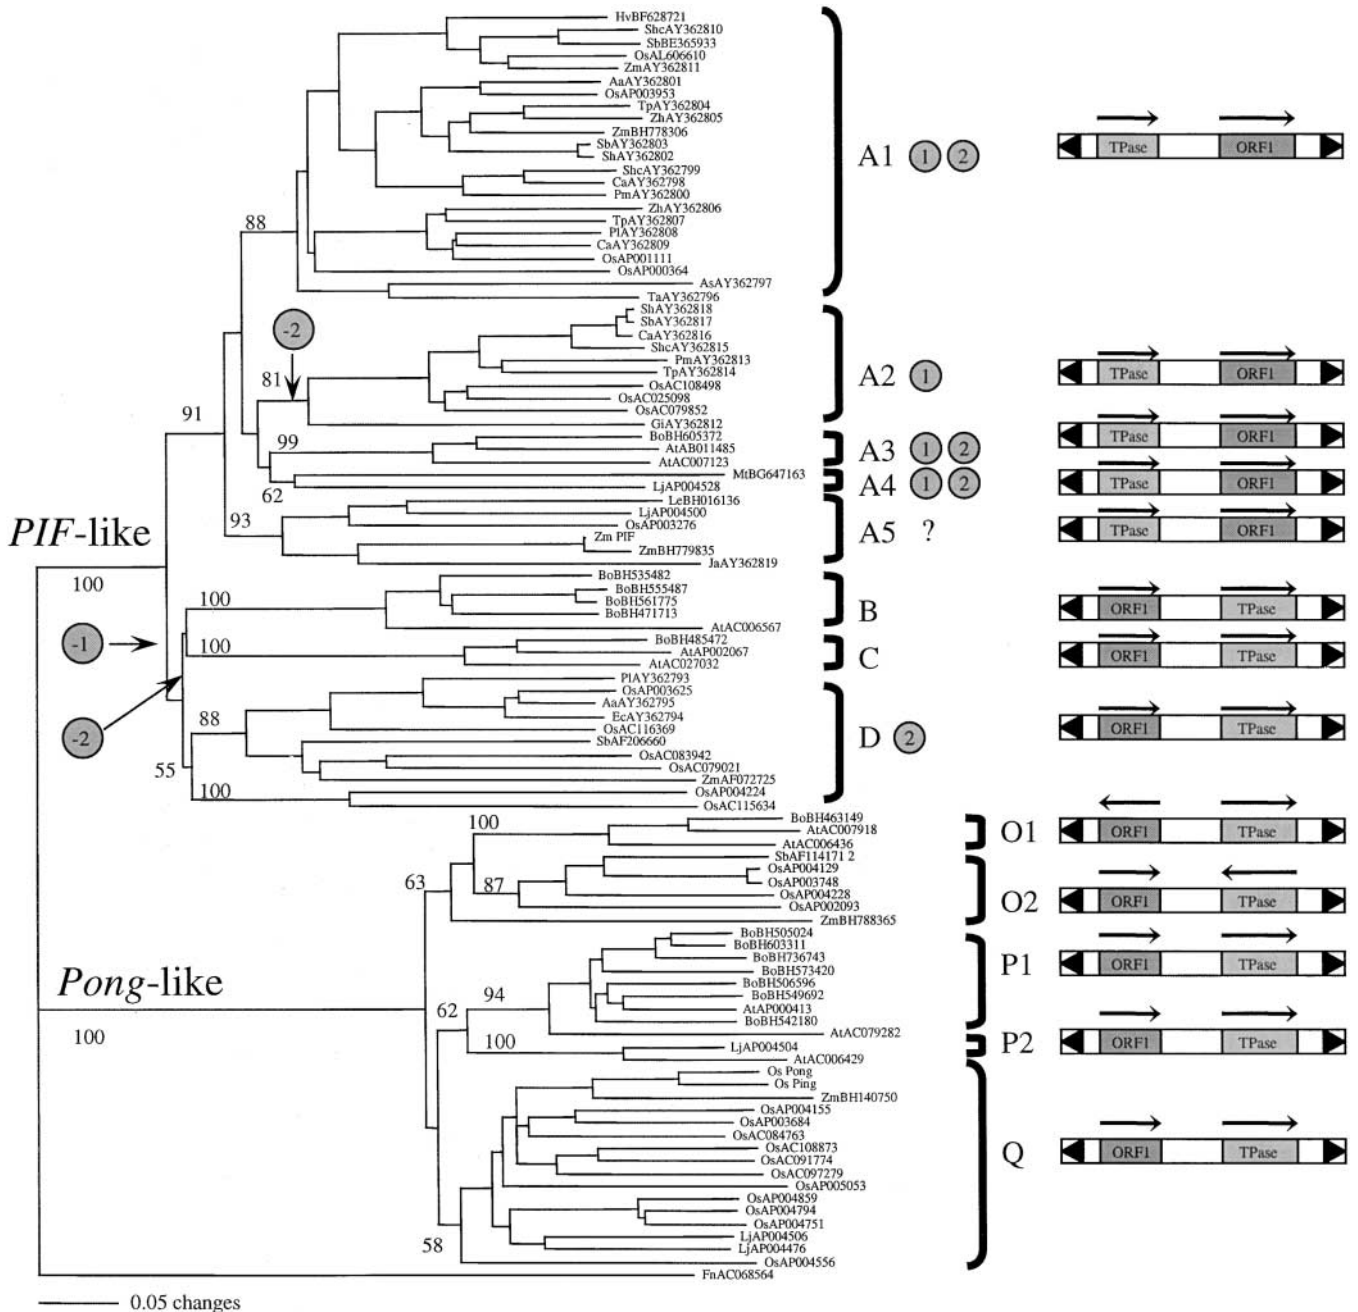 HvBF628721
ShcAY362810
SbBE365933
OsAL606610
ZmAY362811
AaAY362801
OsAP003953
TpAY362804
ZhAY362805
ZmBH778306
SbAY362803
ShAY362802
ShcAY362799
CaAY362798
PmAY362800
ZhAY362806
TpAY362807
PlAY362808
CaAY362809
OsAP001111
OsAP000364
AsAY362797
TaAY362796
88
A1 1 2
TPase ORF1
-2
ShAY362818
SbAY362817
CaAY362816
ShcAY362815
PmAY362813
TpAY362814
OsAC108498
OsAC025098
OsAC079852
GiAY362812
81
A2 1
TPase ORF1
91
BoBH605372
AtAB011485
AtAC007123
99
A3 1 2
TPase ORF1
MtBG647163
LjAP004528
62
A4 1 2
TPase ORF1
LeBH016136
LjAP004500
OsAP003276
Zm PIF
ZmBH779835
JaAY362819
93
A5 ?
TPase ORF1
PIF-like
100
BoBH535482
BoBH555487
BoBH561775
BoBH471713
AtAC006567
100
B
ORF1 TPase
-1
BoBH485472
AtAP002067
AtAC027032
100
C
ORF1 TPase
-2
PlAY362793
OsAP003625
AaAY362795
EcAY362794
OsAC116369
SbAF206660
OsAC083942
OsAC079021
ZmAF072725
OsAP004224
OsAC115634
88
55
100
D 2
ORF1 TPase
BoBH463149
AtAC007918
AtAC006436
100
O1
ORF1 TPase
SbAF114171 2
OsAP004129
OsAP003748
OsAP004228
OsAP002093
ZmBH788365
63
87
O2
ORF1 TPase
Pong-like
100
BoBH505024
BoBH603311
BoBH736743
BoBH573420
BoBH506596
BoBH549692
AtAP000413
BoBH542180
AtAC079282
94
62
P1
ORF1 TPase
LjAP004504
AtAC006429
100
P2
ORF1 TPase
Os Pong
Os Ping
ZmBH140750
OsAP004155
OsAP003684
OsAC084763
OsAC108873
OsAC091774
OsAC097279
OsAP005053
OsAP004859
OsAP004794
OsAP004751
LjAP004506
LjAP004476
OsAP004556
58
Q
ORF1 TPase
FnAC068564
0.05 changes